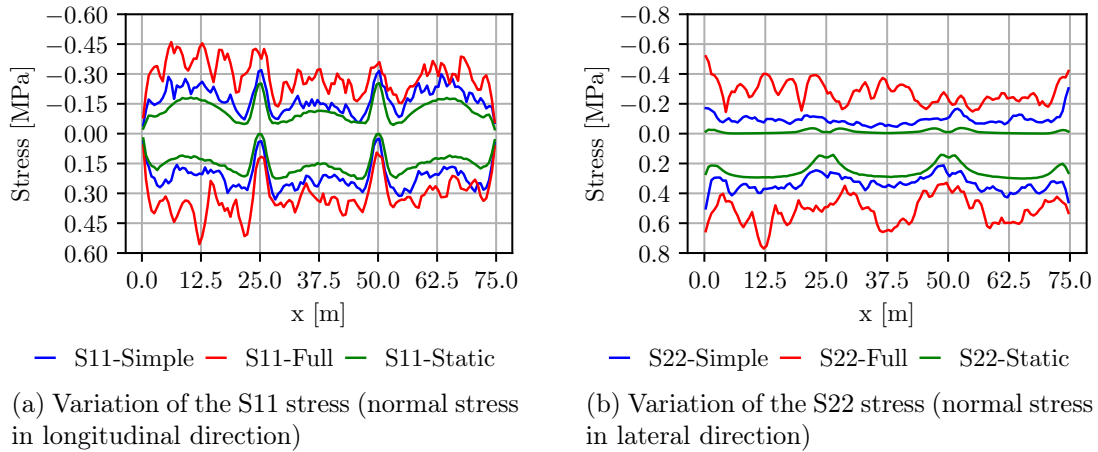 −0.60
−0.45
−0.30
−0.15
0.00
0.15
0.30
0.45
0.60
Stress [MPa]
0.0 12.5 25.0 37.5 50.0 62.5 75.0
x [m]
S11-Simple S11-Full S11-Static
(a) Variation of the S11 stress (normal stress
in longitudinal direction)
−0.8
−0.6
−0.4
−0.2
0.0
0.2
0.4
0.6
0.8
Stress [MPa]
0.0 12.5 25.0 37.5 50.0 62.5 75.0
x [m]
S22-Simple S22-Full S22-Static
(b) Variation of the S22 stress (normal stress
in lateral direction)